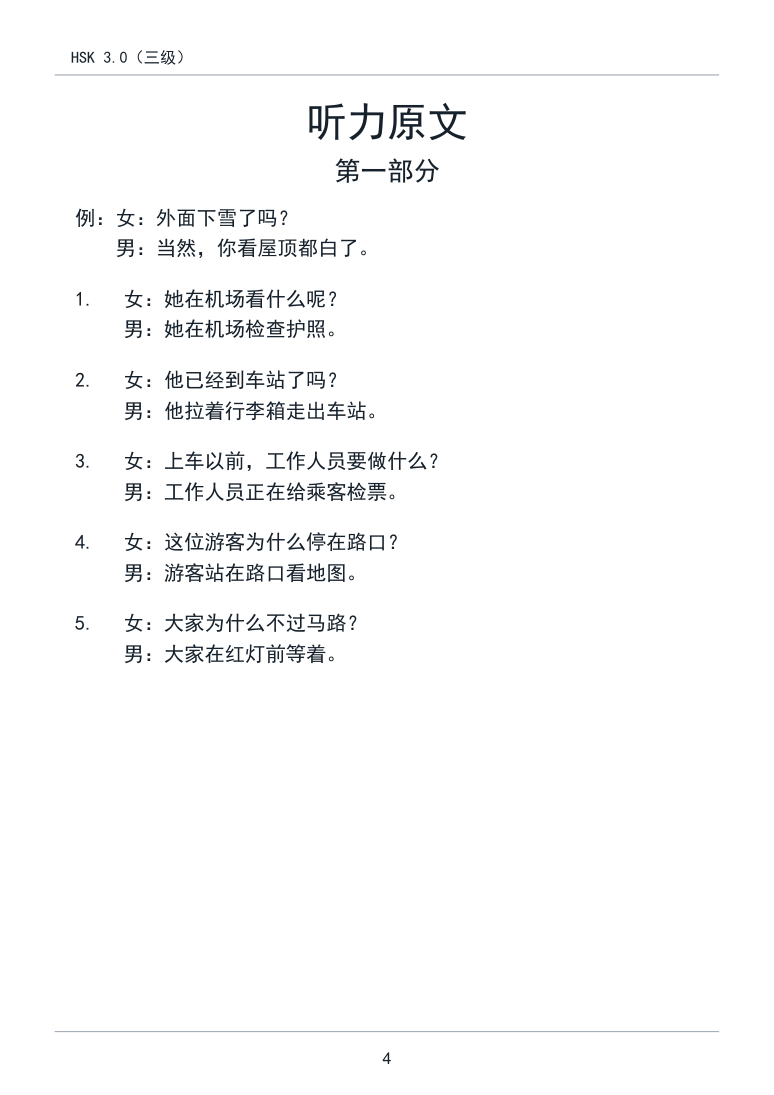 HSK 3.0（三级）
听力原文
第一部分
例：女：外面下雪了吗？
男：当然，你看屋顶都白了。
1. 女：她在机场看什么呢？
男：她在机场检查护照。
2. 女：他已经到车站了吗？
男：他拉着行李箱走出车站。
3. 女：上车以前，工作人员要做什么？
男：工作人员正在给乘客检票。
4. 女：这位游客为什么停在路口？
男：游客站在路口看地图。
5. 女：大家为什么不过马路？
男：大家在红灯前等着。
4